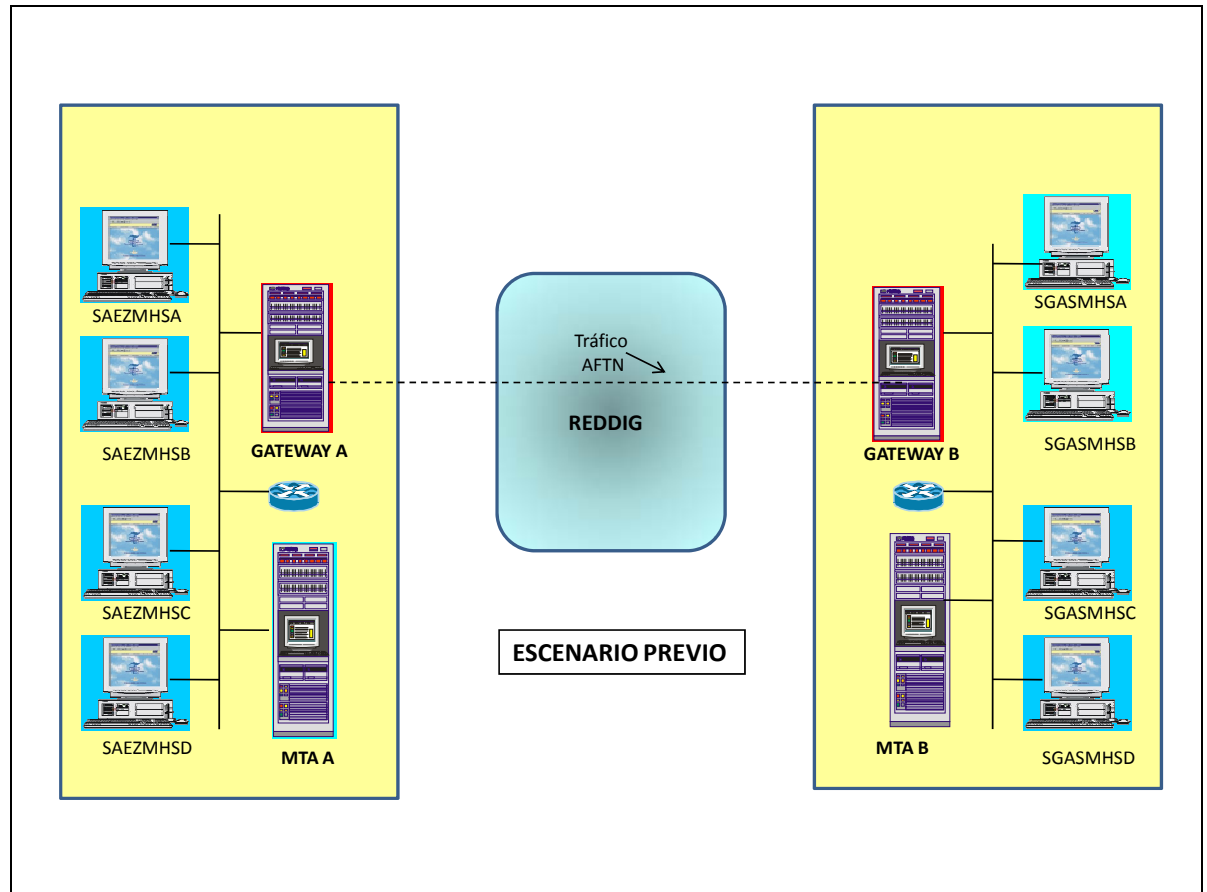 SAEZMHSA
SAEZMHSB
GATEWAY A
SAEZMHSC
SAEZMHSD
MTA A
Tráfico
AFTN
REDDIG
ESCENARIO PREVIO
SGASMHSA
GATEWAY B
SGASMHSB
SGASMHSC
MTA B
SGASMHSD